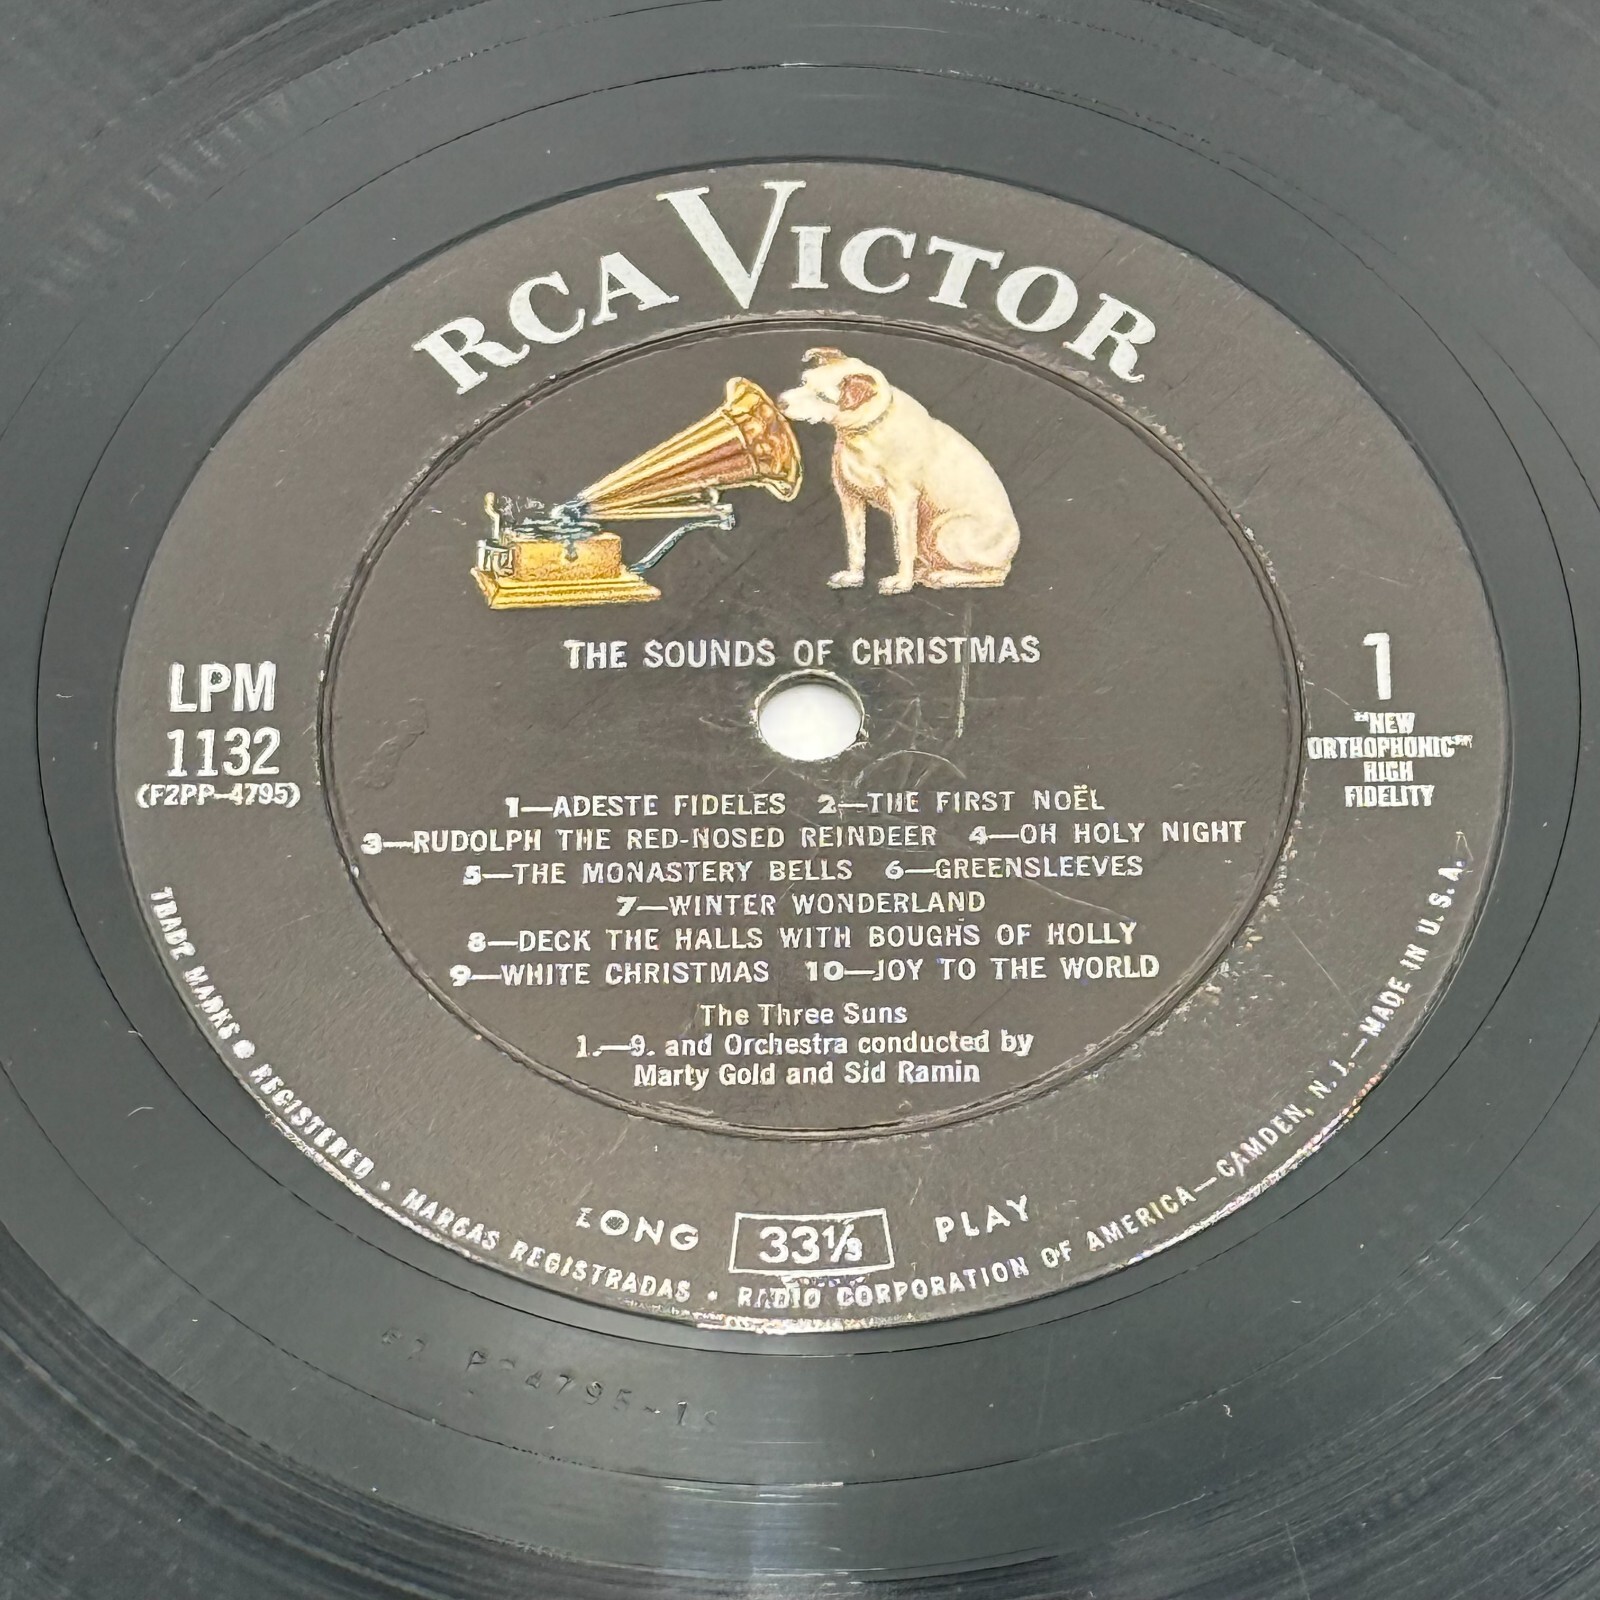 RCA VICTOR
THE SOUNDS OF CHRISTMAS
LPM
1132
(F2PP-4795)
1
"NEW
ORTHOPHONIC"
HIGH
FIDELITY
1—ADESTE FIDELES 2—THE FIRST NOËL
3—RUDOLPH THE RED-NOSED REINDEER 4—OH HOLY NIGHT
5—THE MONASTERY BELLS 6—GREENSLEEVES
7—WINTER WONDERLAND
8—DECK THE HALLS WITH BOUGHS OF HOLLY
9—WHITE CHRISTMAS 10—JOY TO THE WORLD
The Three Suns
1.—9. and Orchestra conducted by
Marty Gold and Sid Ramin
LONG 33⅓ PLAY
TRADE MARKS ● REGISTERED • MARCAS REGISTRADAS • RADIO CORPORATION OF AMERICA—CAMDEN, N. J.—MADE IN U. S. A.